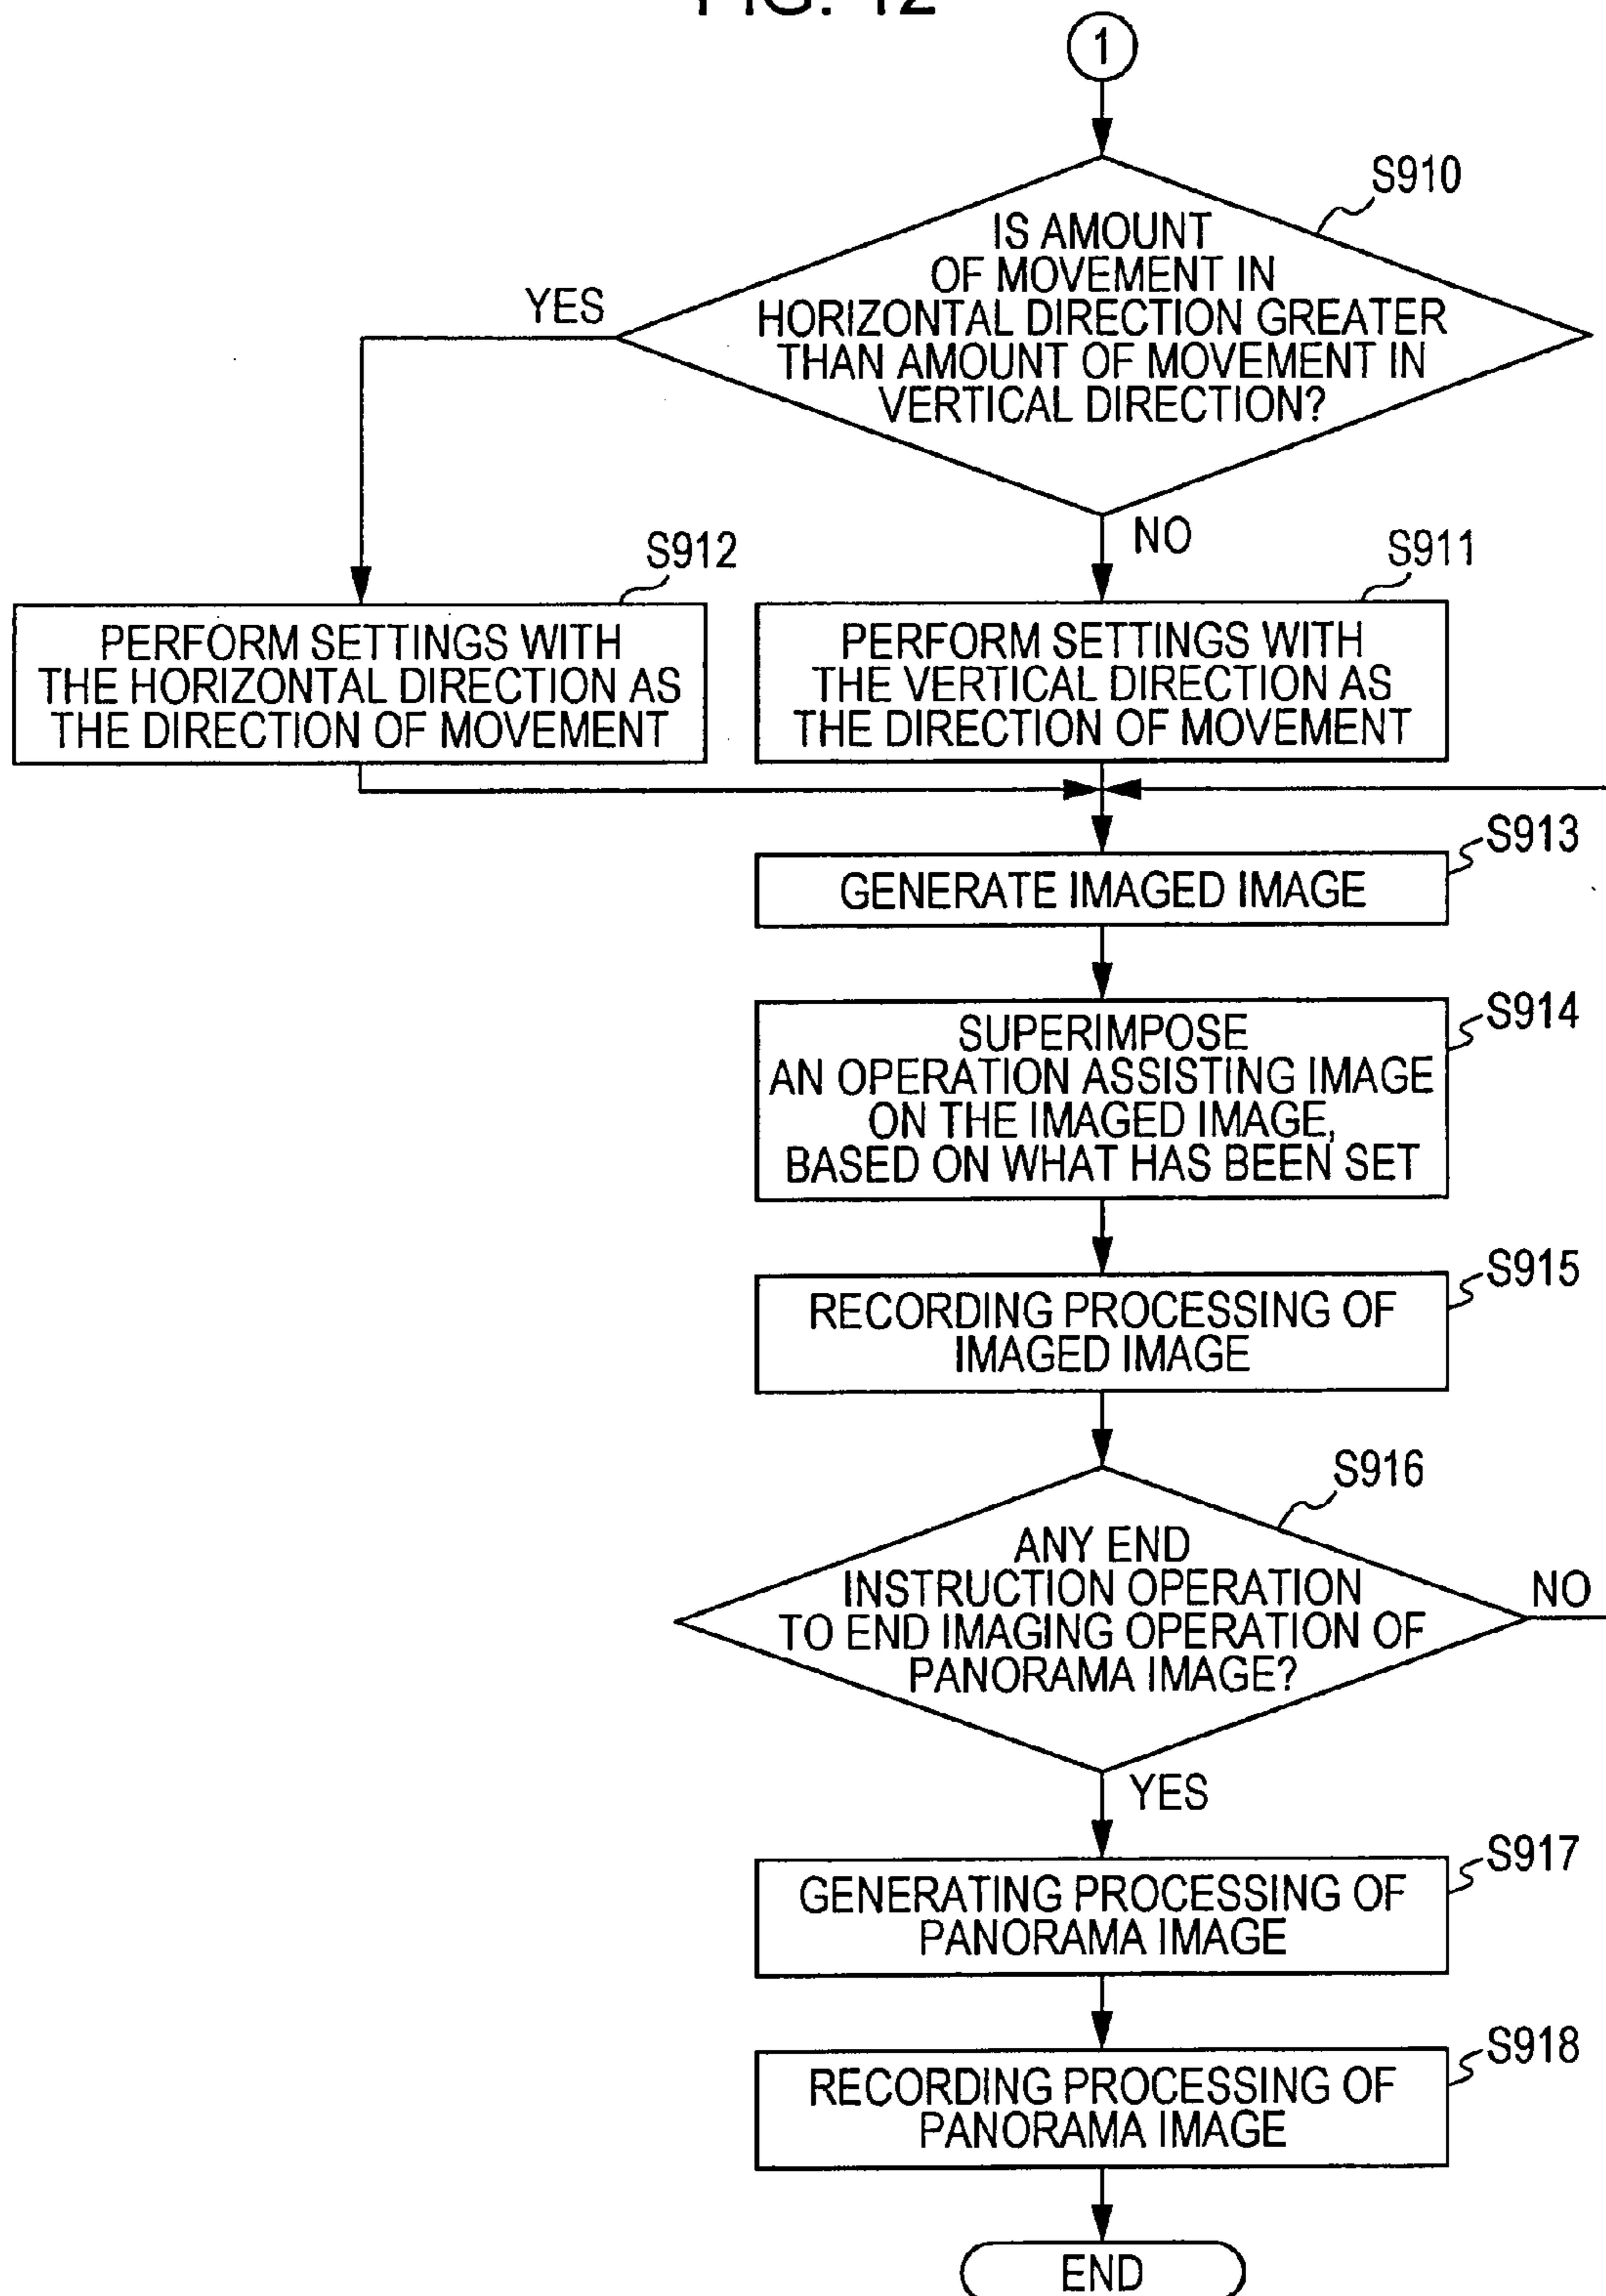 FIG. 12
1
S910
IS AMOUNT
OF MOVEMENT IN
HORIZONTAL DIRECTION GREATER
THAN AMOUNT OF MOVEMENT IN
VERTICAL DIRECTION?
YES
NO
S912
PERFORM SETTINGS WITH
THE HORIZONTAL DIRECTION AS
THE DIRECTION OF MOVEMENT
S911
PERFORM SETTINGS WITH
THE VERTICAL DIRECTION AS
THE DIRECTION OF MOVEMENT
S913
GENERATE IMAGED IMAGE
S914
SUPERIMPOSE
AN OPERATION ASSISTING IMAGE
ON THE IMAGED IMAGE,
BASED ON WHAT HAS BEEN SET
S915
RECORDING PROCESSING OF
IMAGED IMAGE
S916
ANY END
INSTRUCTION OPERATION
TO END IMAGING OPERATION OF
PANORAMA IMAGE?
NO
YES
S917
GENERATING PROCESSING OF
PANORAMA IMAGE
S918
RECORDING PROCESSING OF
PANORAMA IMAGE
END